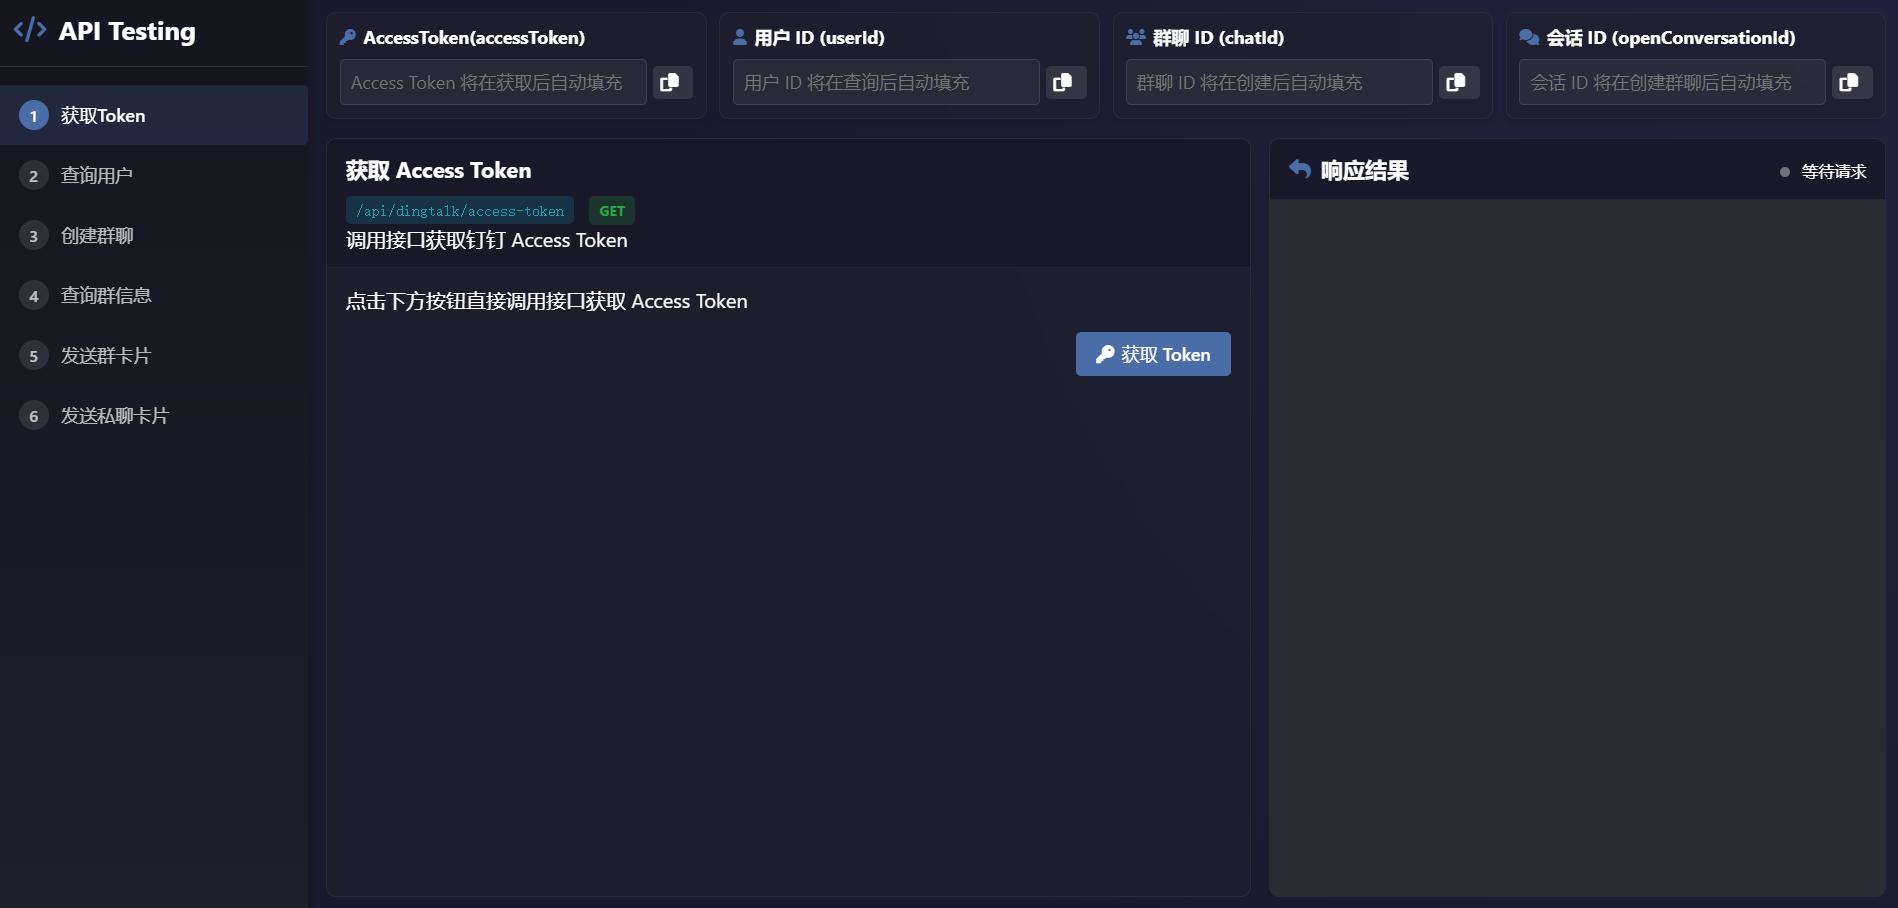 API Testing
1 获取Token
2 查询用户
3 创建群聊
4 查询群信息
5 发送群卡片
6 发送私聊卡片
AccessToken(accessToken)
Access Token 将在获取后自动填充
用户 ID (userId)
用户 ID 将在查询后自动填充
群聊 ID (chatId)
群聊 ID 将在创建后自动填充
会话 ID (openConversationId)
会话 ID 将在创建群聊后自动填充
获取 Access Token
/api/dingtalk/access-token GET
调用接口获取钉钉 Access Token
点击下方按钮直接调用接口获取 Access Token
获取 Token
响应结果
等待请求